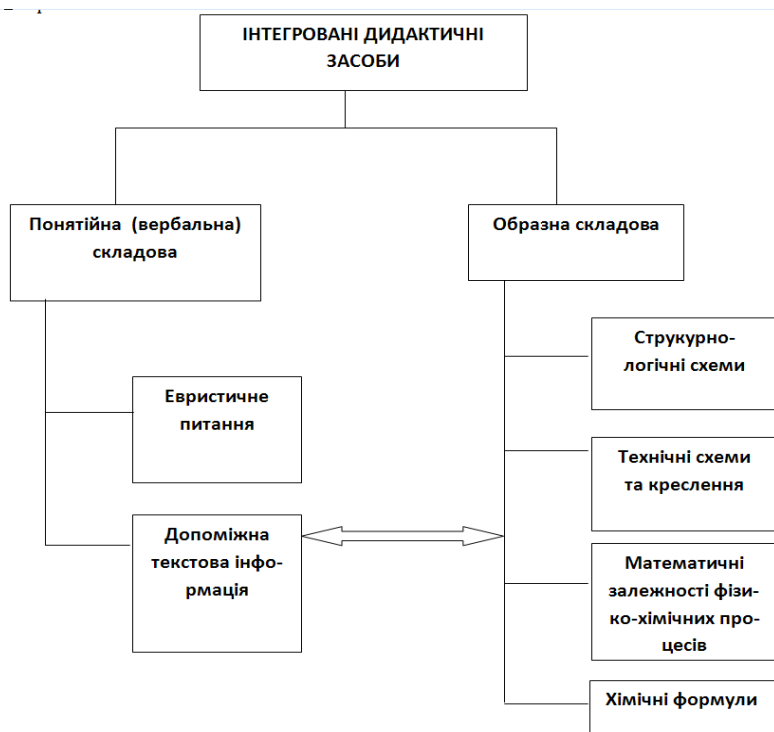 ІНТЕГРОВАНІ ДИДАКТИЧНІ
ЗАСОБИ
Понятійна (вербальна)
складова
Образна складова
Евристичне
питання
Допоміжна
текстова інфо-
рмація
Струкурно-
логічні схеми
Технічні схеми
та креслення
Математичні
залежності фізи-
ко-хімічних про-
цесів
Хімічні формули